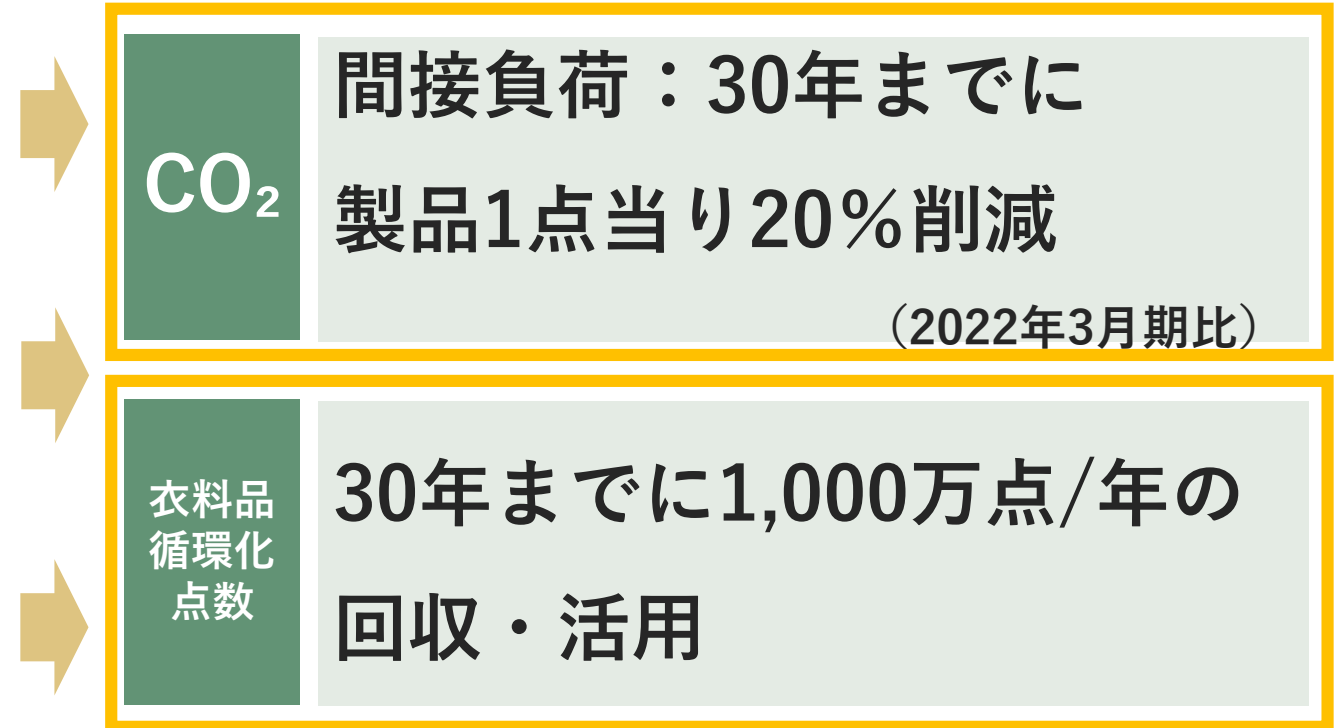 CO₂
間接負荷：30年までに
製品1点当り20%削減
（2022年3月期比）
衣料品
循環化
点数
30年までに1,000万点/年の
回収・活用